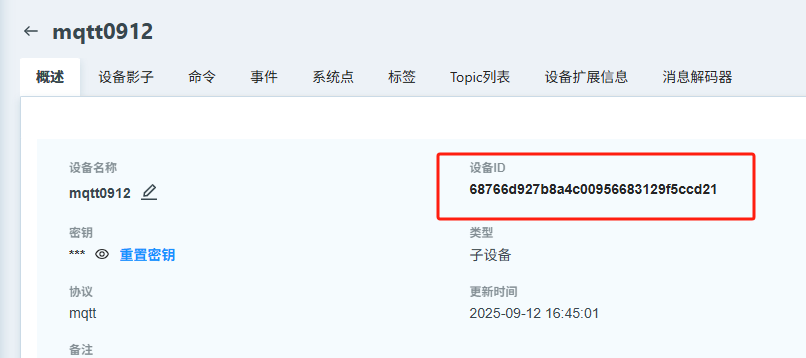 ← mqtt0912
概述 设备影子 命令 事件 系统点 标签 Topic列表 设备扩展信息 消息解码器
设备名称 设备ID
mqtt0912 68766d927b8a4c00956683129f5ccd21
密钥 类型
*** 重置密钥 子设备
协议 更新时间
mqtt 2025-09-12 16:45:01
备注